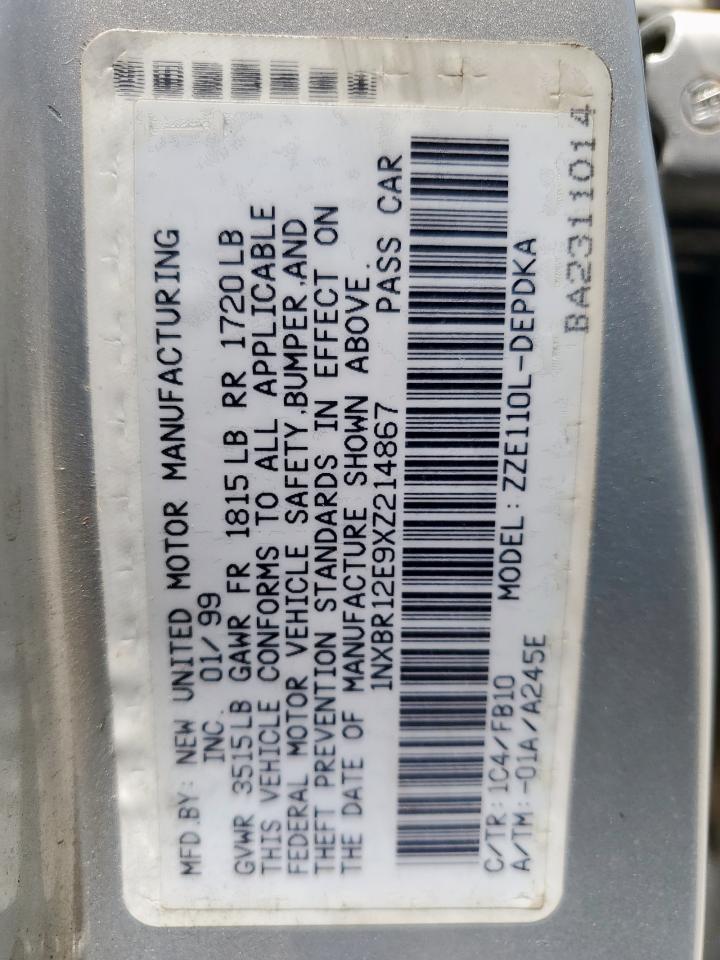 MFD.BY: NEW UNITED MOTOR MANUFACTURING
INC. 01/99
GVWR 3515LB GAWR FR 1815LB RR 1720LB
THIS VEHICLE CONFORMS TO ALL APPLICABLE
FEDERAL MOTOR VEHICLE SAFETY,BUMPER,AND
THEFT PREVENTION STANDARDS IN EFFECT ON
THE DATE OF MANUFACTURE SHOWN ABOVE.
1NXBR12E9XZ214867 PASS CAR
C/TR:1C4/FB10 MODEL:ZZE110L-DEPDKA
A/TM:-01A/A245E
BA2311014